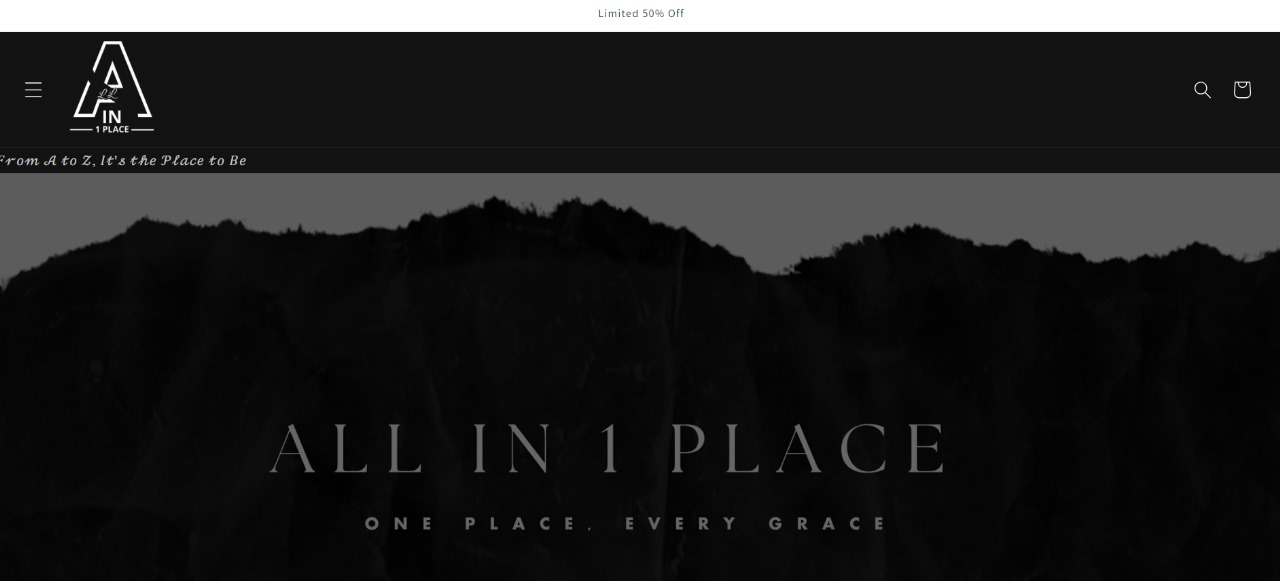 Limited 50% Off
A
LL
IN
1 PLACE
From A to Z, It's the Place to Be
ALL IN 1 PLACE
ONE PLACE, EVERY GRACE